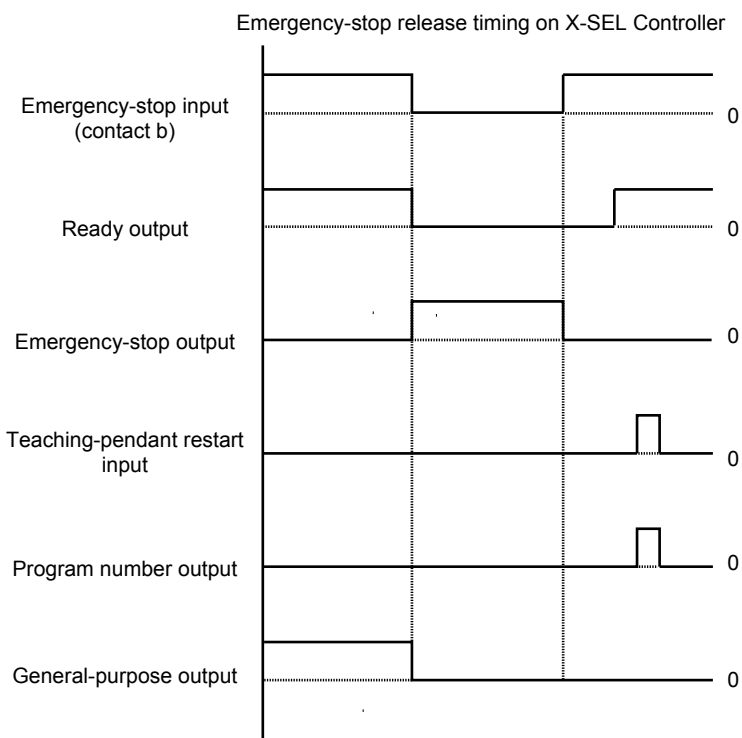 Emergency-stop release timing on X-SEL Controller
Emergency-stop input
(contact b)
0
Ready output
0
Emergency-stop output
0
Teaching-pendant restart
input
0
Program number output
0
General-purpose output
0